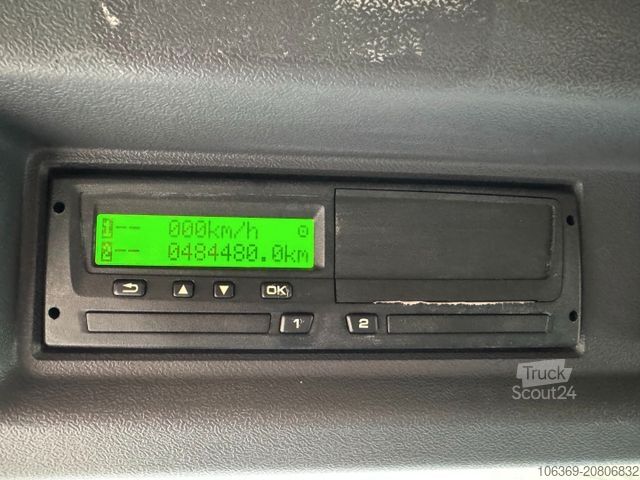 1-- 000km/h
2-- 0484480.0km
OK
1 2
Truck
Scout24
106369-20806832